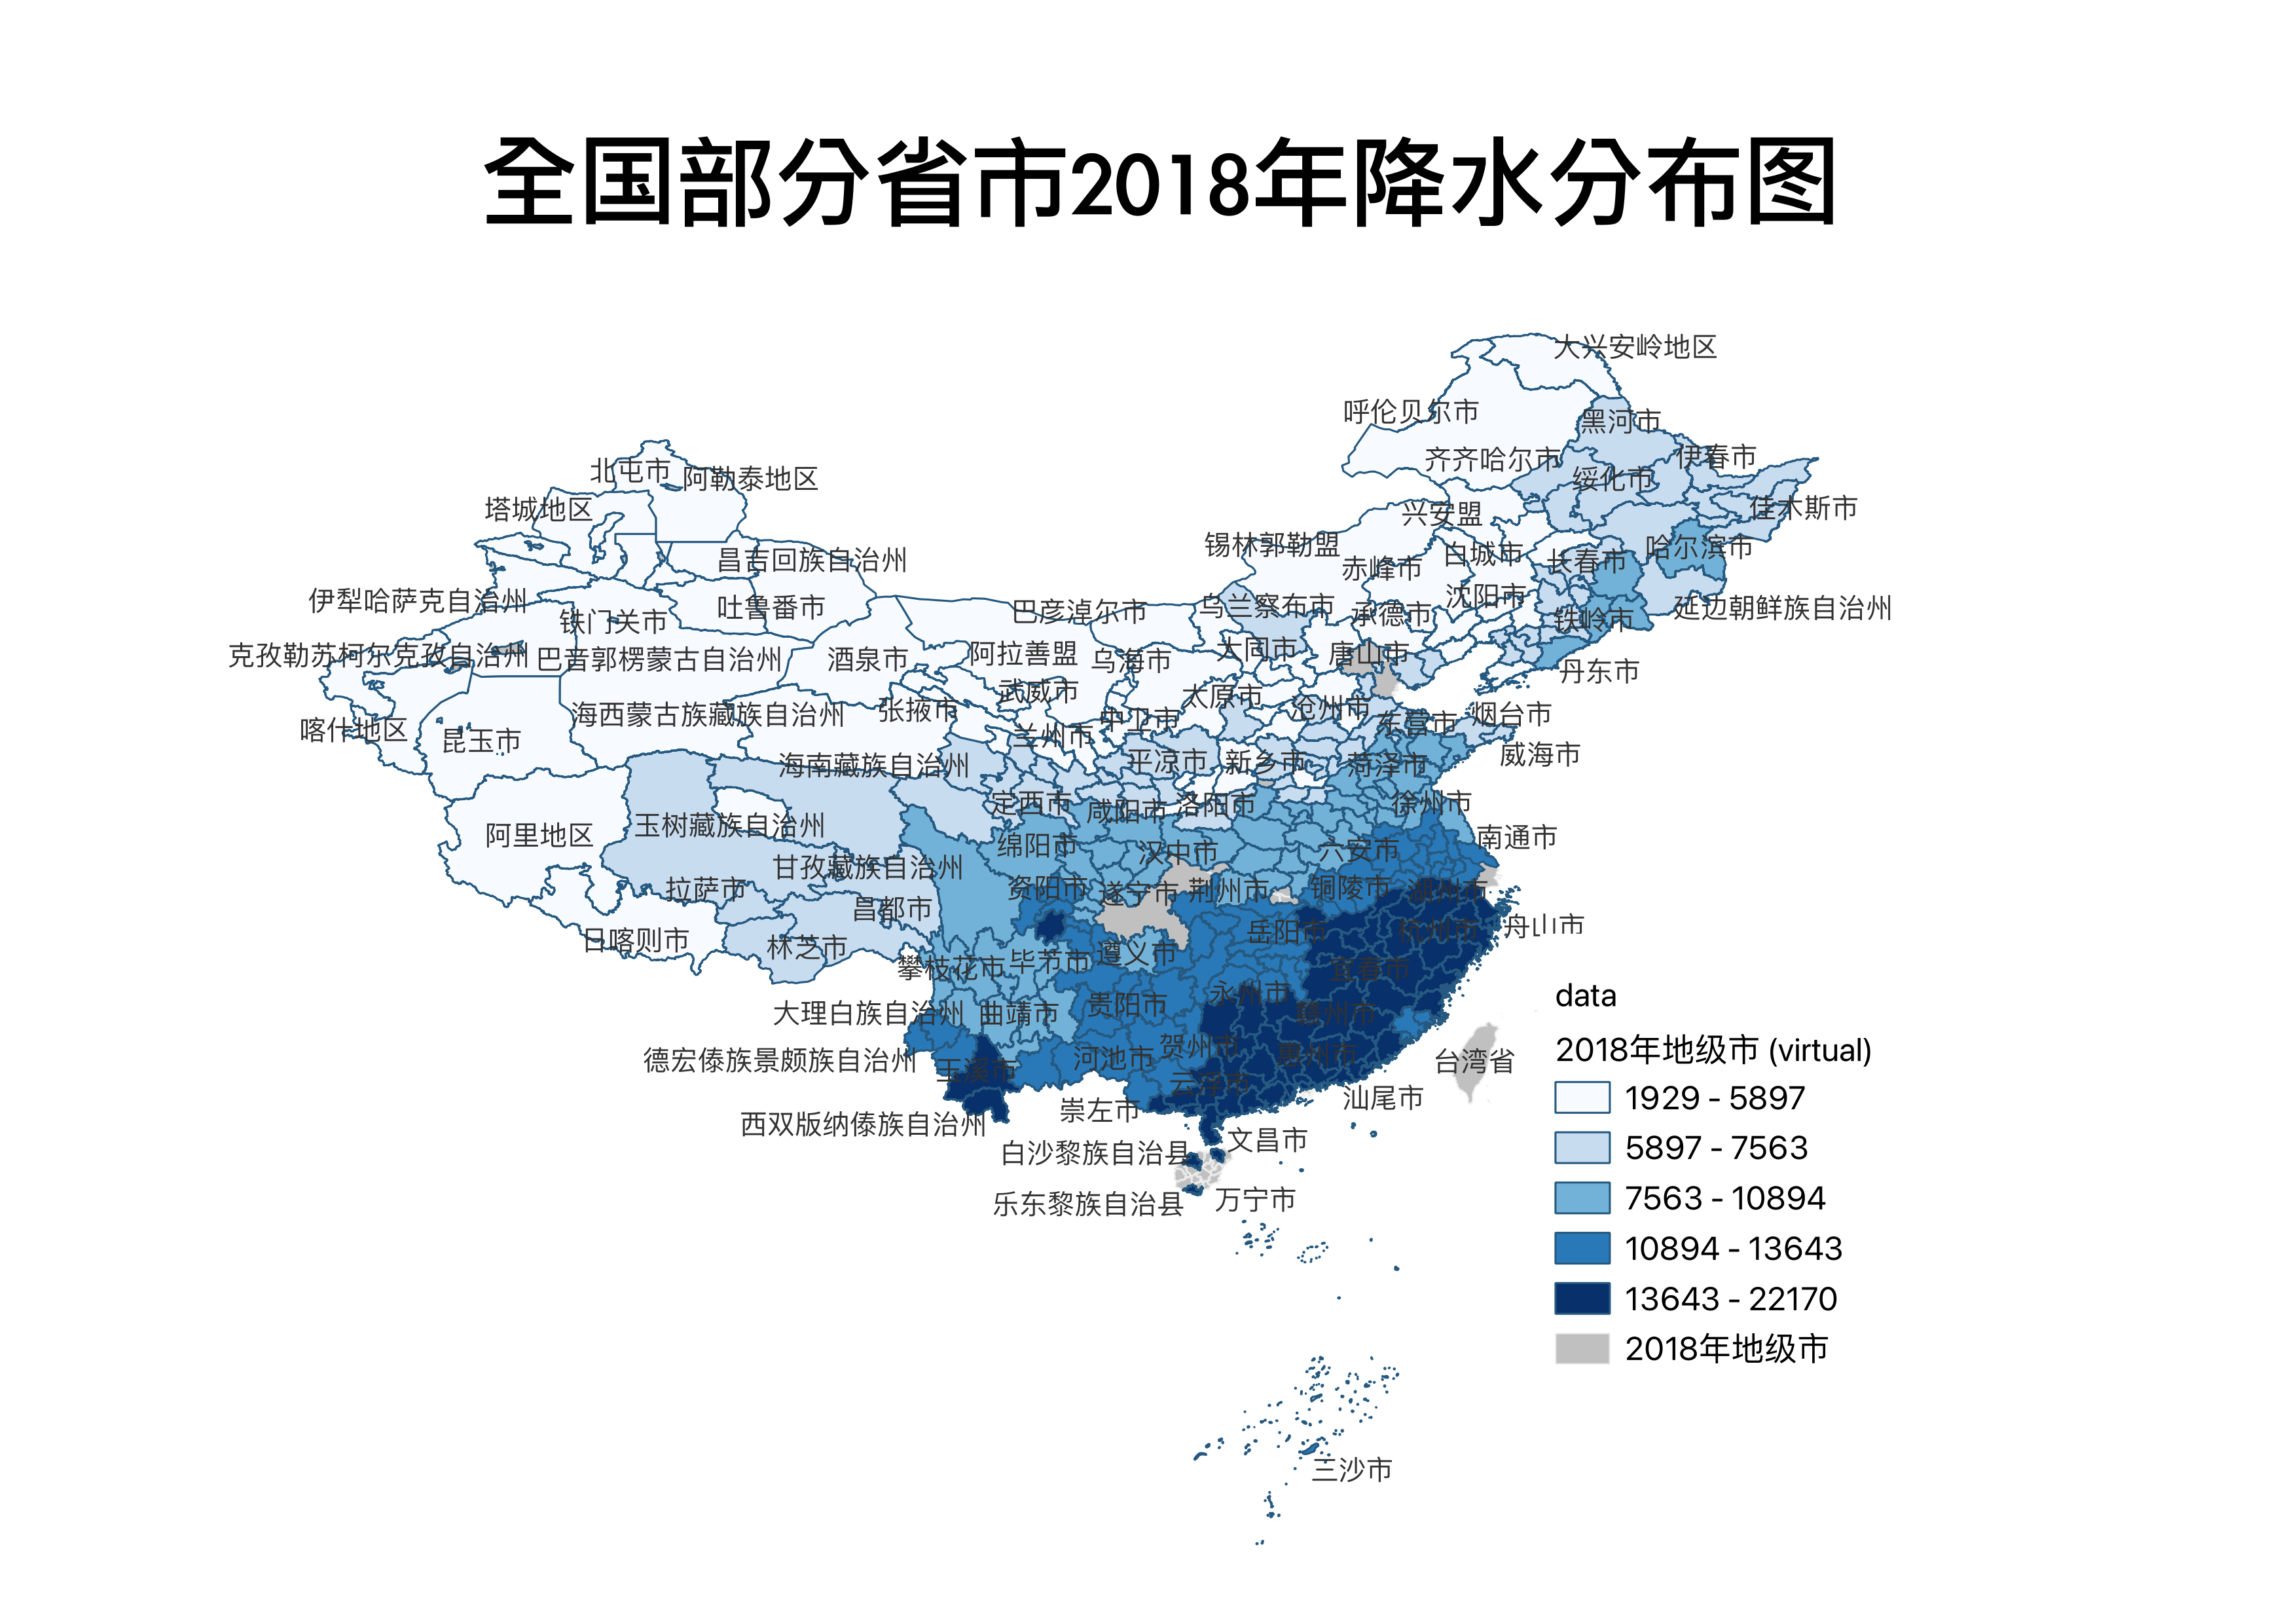 全国部分省市2018年降水分布图
大兴安岭地区
呼伦贝尔市
黑河市
齐齐哈尔市
伊春市
北屯市
阿勒泰地区
绥化市
塔城地区
兴安盟
佳木斯市
锡林郭勒盟
白城市
长春市
哈尔滨市
昌吉回族自治州
赤峰市
伊犁哈萨克自治州
吐鲁番市
巴彦淖尔市
乌兰察布市
承德市
沈阳市
铁岭市
延边朝鲜族自治州
铁门关市
克孜勒苏柯尔克孜自治州
巴音郭楞蒙古自治州
酒泉市
阿拉善盟
乌海市
大同市
唐山市
丹东市
武威市
太原市
喀什地区
昆玉市
海西蒙古族藏族自治州
张掖市
兰州市
中卫市
沧州市
东营市
烟台市
威海市
海南藏族自治州
平凉市
新乡市
菏泽市
定西市
咸阳市
洛阳市
徐州市
阿里地区
玉树藏族自治州
绵阳市
汉中市
六安市
南通市
甘孜藏族自治州
拉萨市
资阳市
遂宁市
荆州市
铜陵市
湖州市
昌都市
岳阳市
杭州市
舟山市
日喀则市
林芝市
攀枝花市
毕节市
遵义市
宜春市
大理白族自治州
曲靖市
贵阳市
永州市
赣州市
德宏傣族景颇族自治州
玉溪市
河池市
贺州市
惠州市
台湾省
云浮市
汕尾市
西双版纳傣族自治州
崇左市
白沙黎族自治县
文昌市
乐东黎族自治县
万宁市
三沙市
data
2018年地级市 (virtual)
1929 - 5897
5897 - 7563
7563 - 10894
10894 - 13643
13643 - 22170
2018年地级市